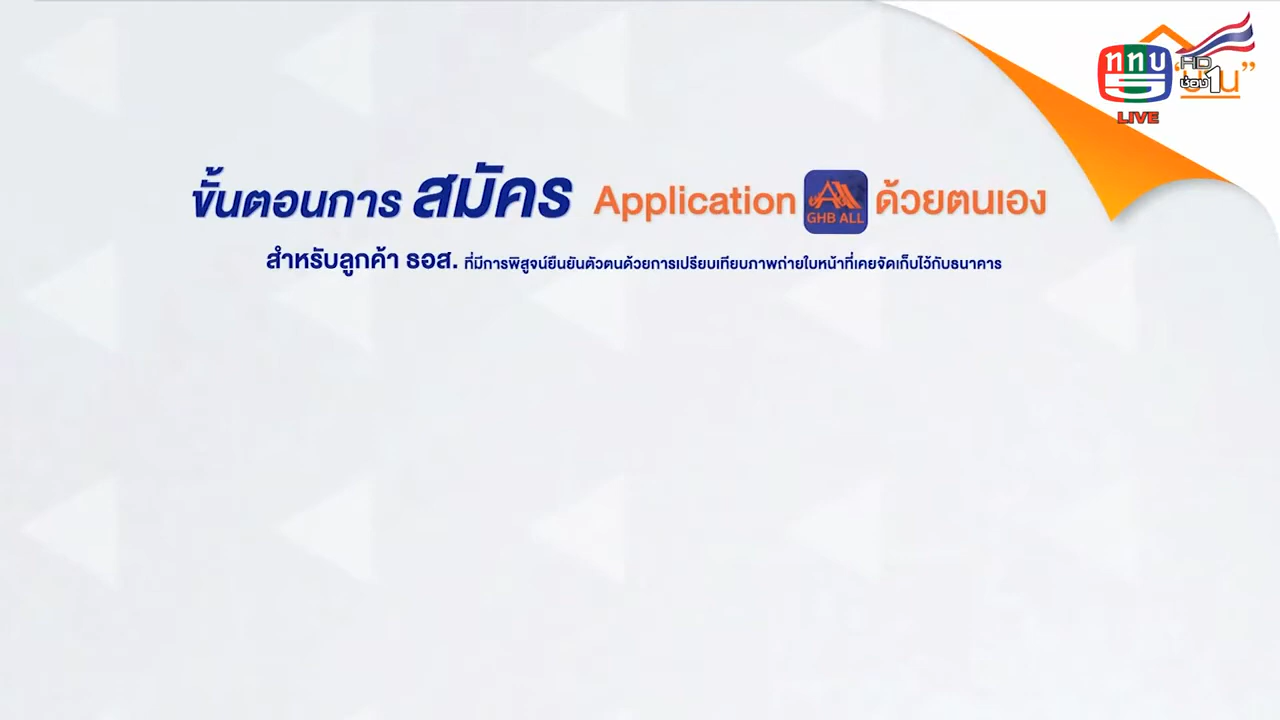 ททบ
5
HD
ช่อง1
LIVE
ขั้นตอนการ สมัคร Application GHB ALL ด้วยตนเอง
สำหรับลูกค้า ธอส. ที่มีการพิสูจน์ยืนยันตัวตนด้วยการเปรียบเทียบภาพถ่ายใบหน้าที่เคยจัดเก็บไว้กับธนาคาร